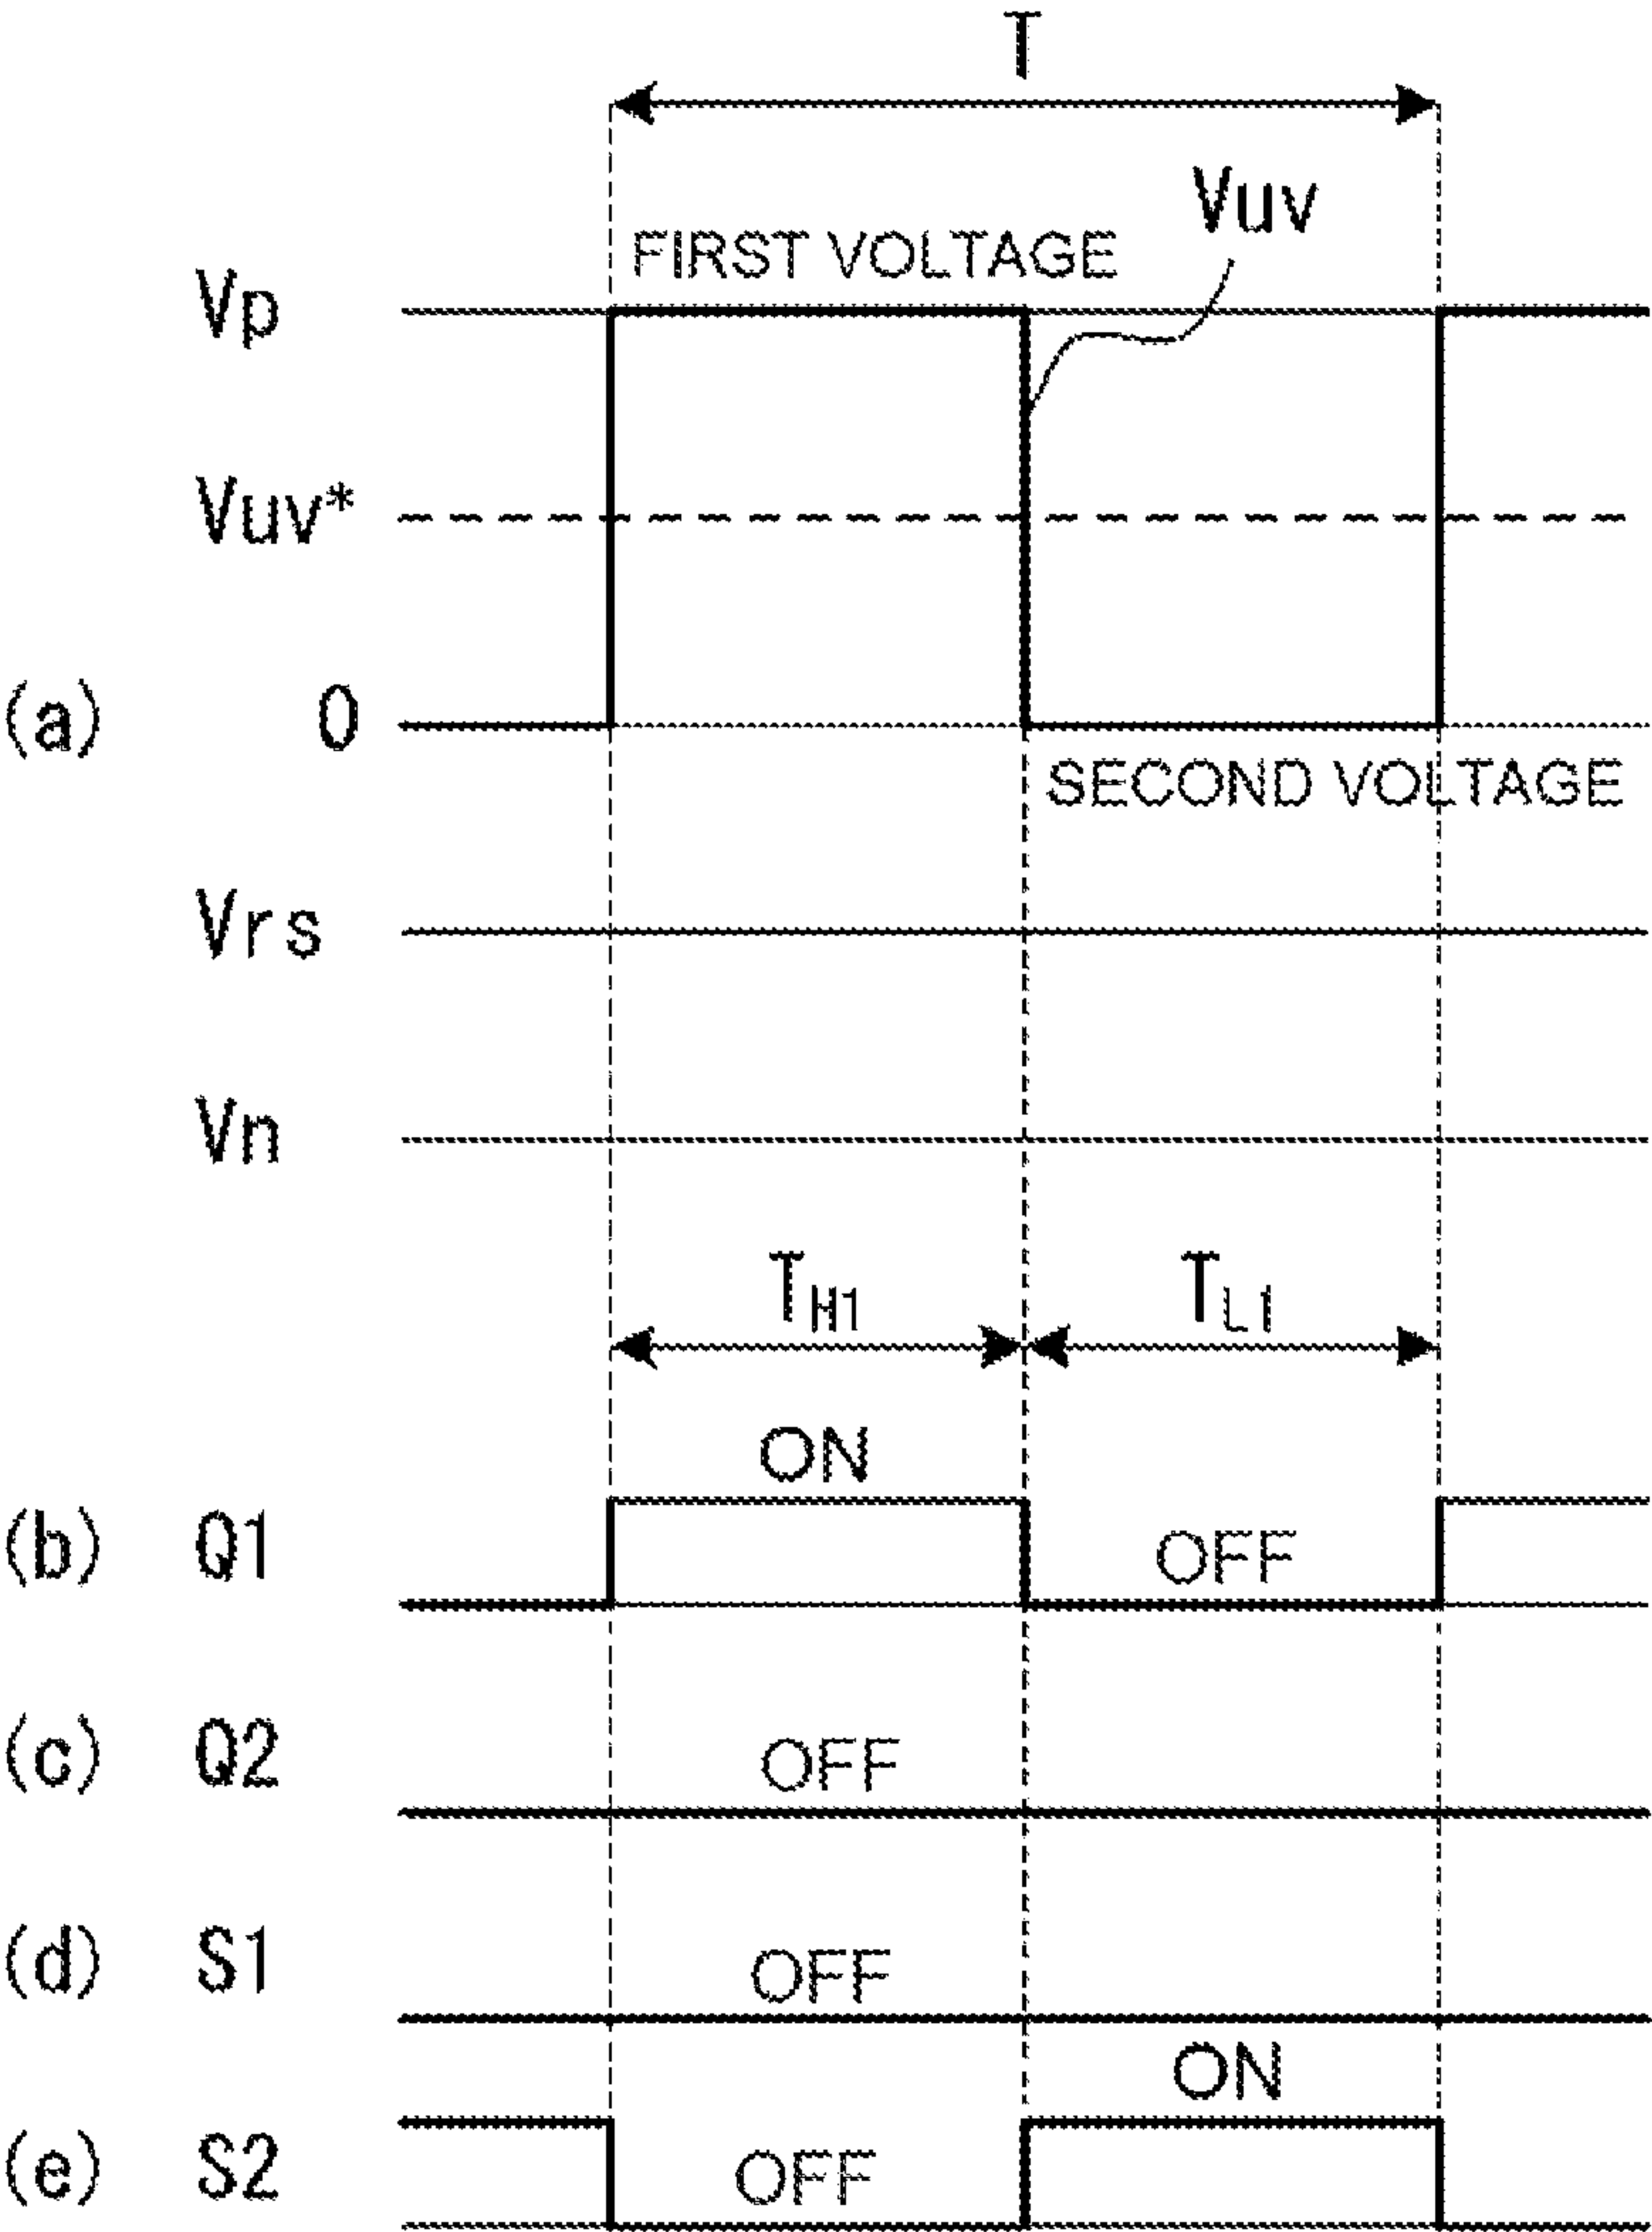 T
Vuv
FIRST VOLTAGE
Vp
Vuv*
(a) 0
SECOND VOLTAGE
Vrs
Vn
TH1 TL1
ON
(b) Q1 OFF
(c) Q2 OFF
(d) S1 OFF
ON
(e) S2 OFF